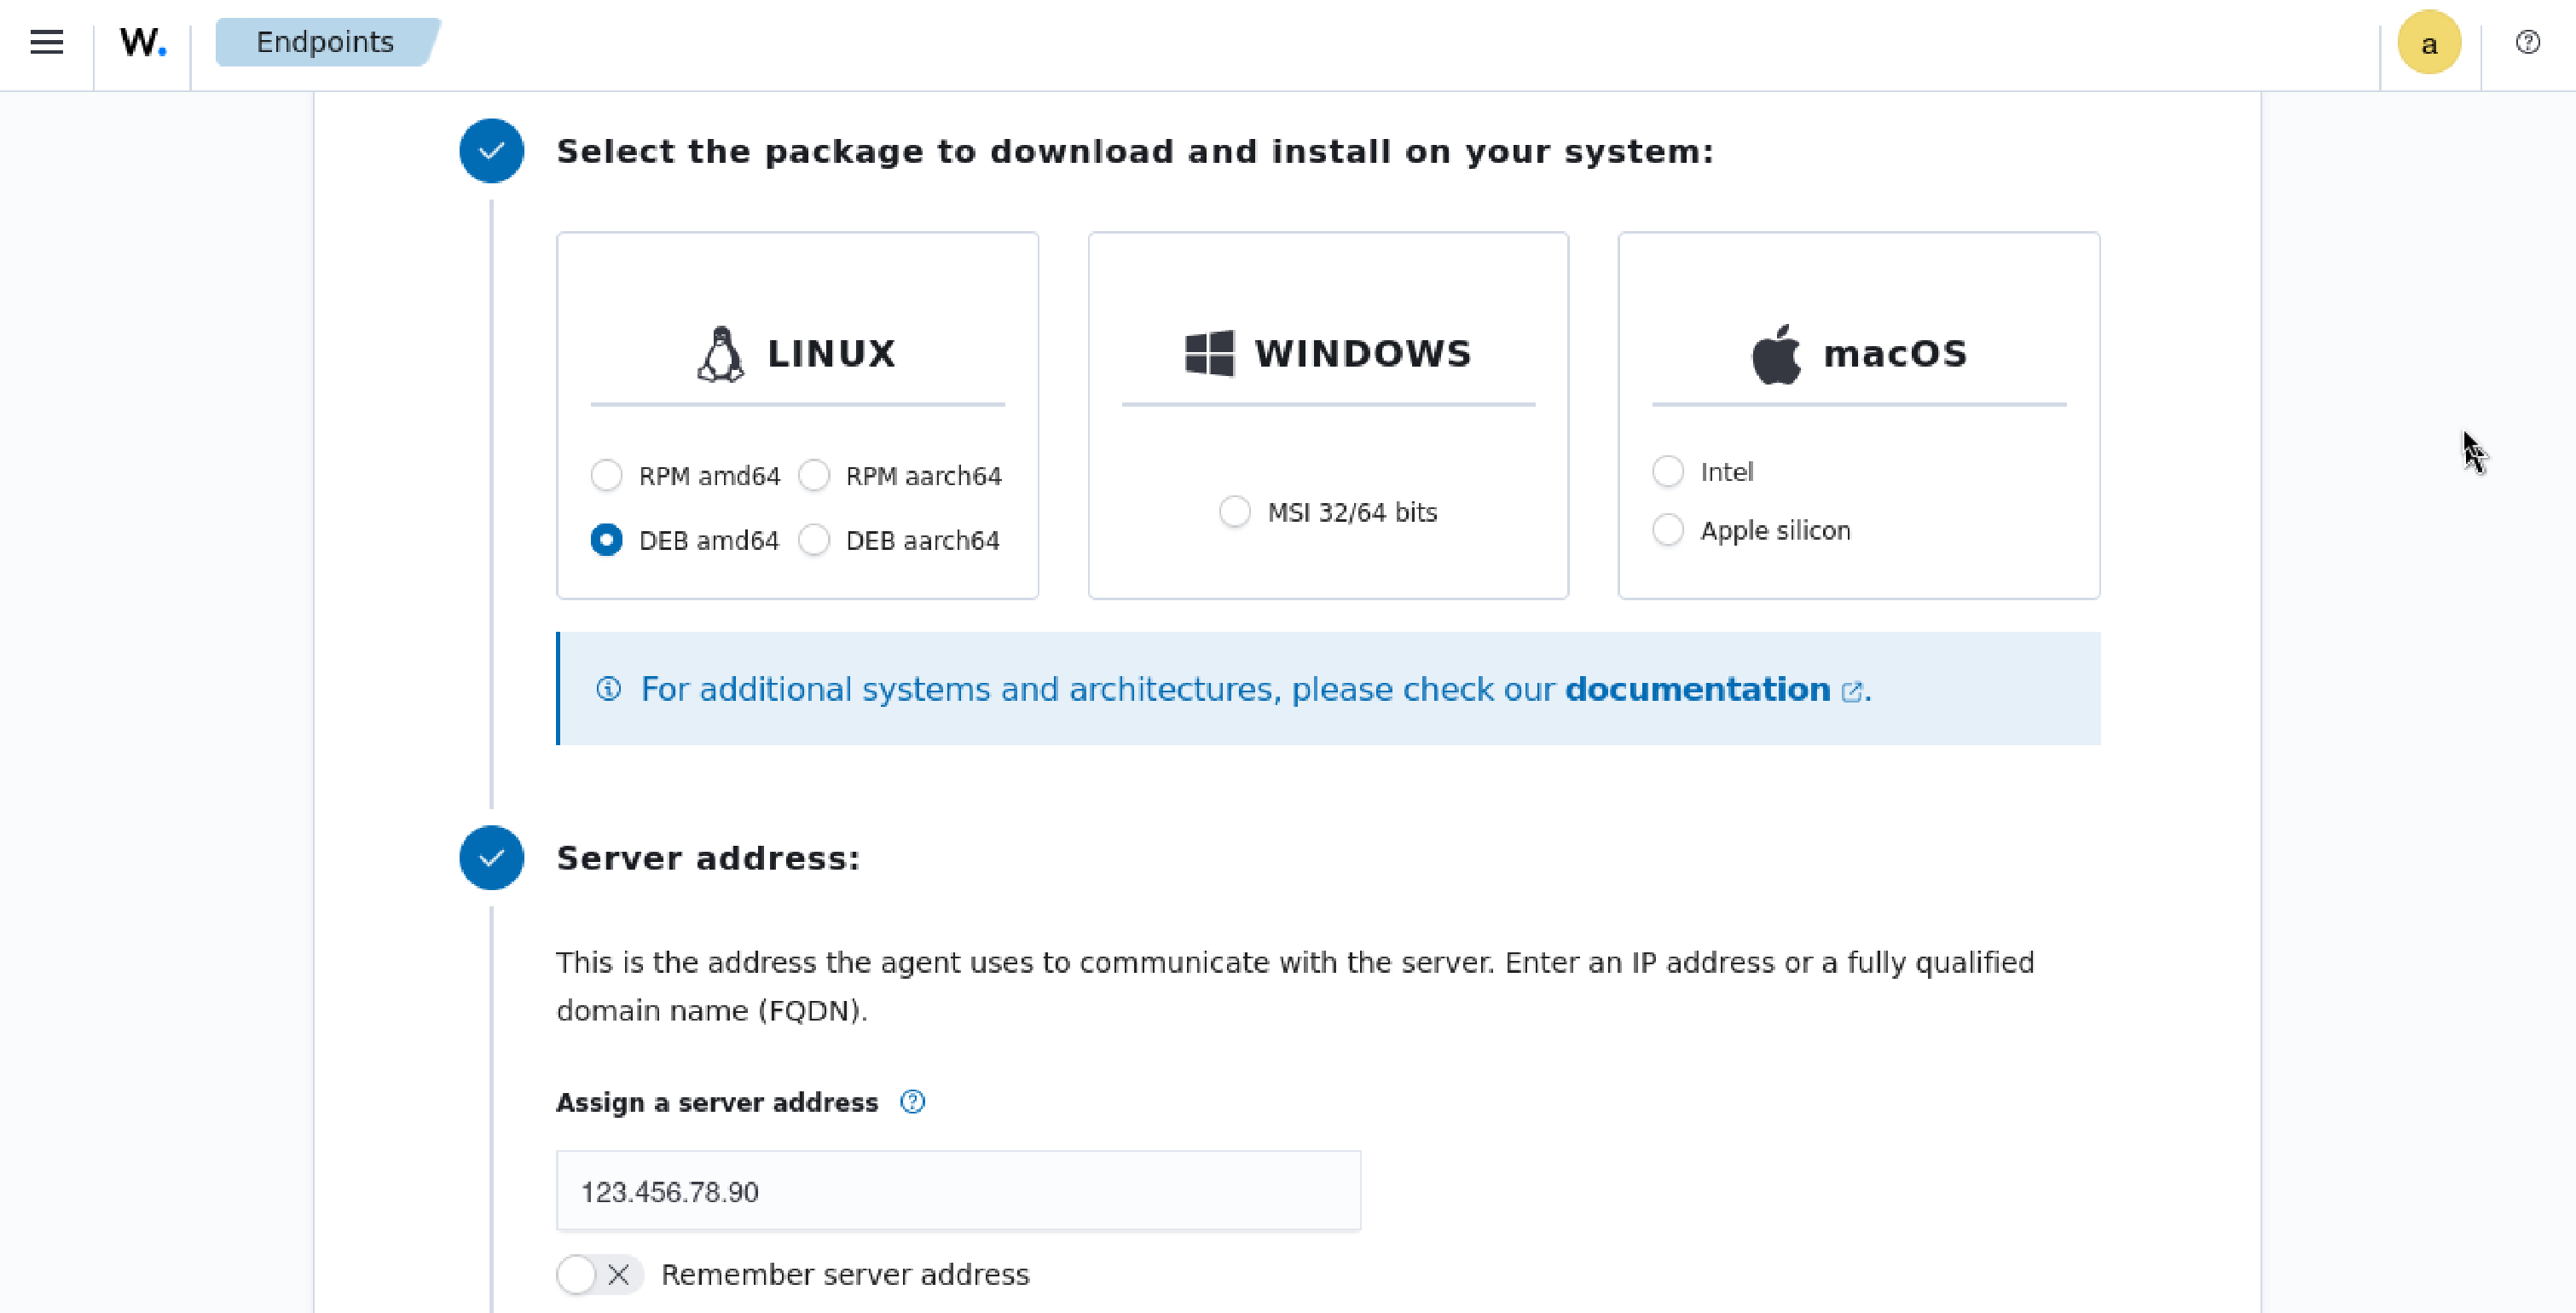 W.
Endpoints
a
Select the package to download and install on your system:
LINUX
RPM amd64
RPM aarch64
DEB amd64
DEB aarch64
WINDOWS
MSI 32/64 bits
macOS
Intel
Apple silicon
For additional systems and architectures, please check our documentation.
Server address:
This is the address the agent uses to communicate with the server. Enter an IP address or a fully qualified
domain name (FQDN).
Assign a server address
123.456.78.90
Remember server address